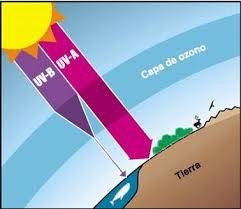 UV-B
UV-A
Capa de ozono
Tierra